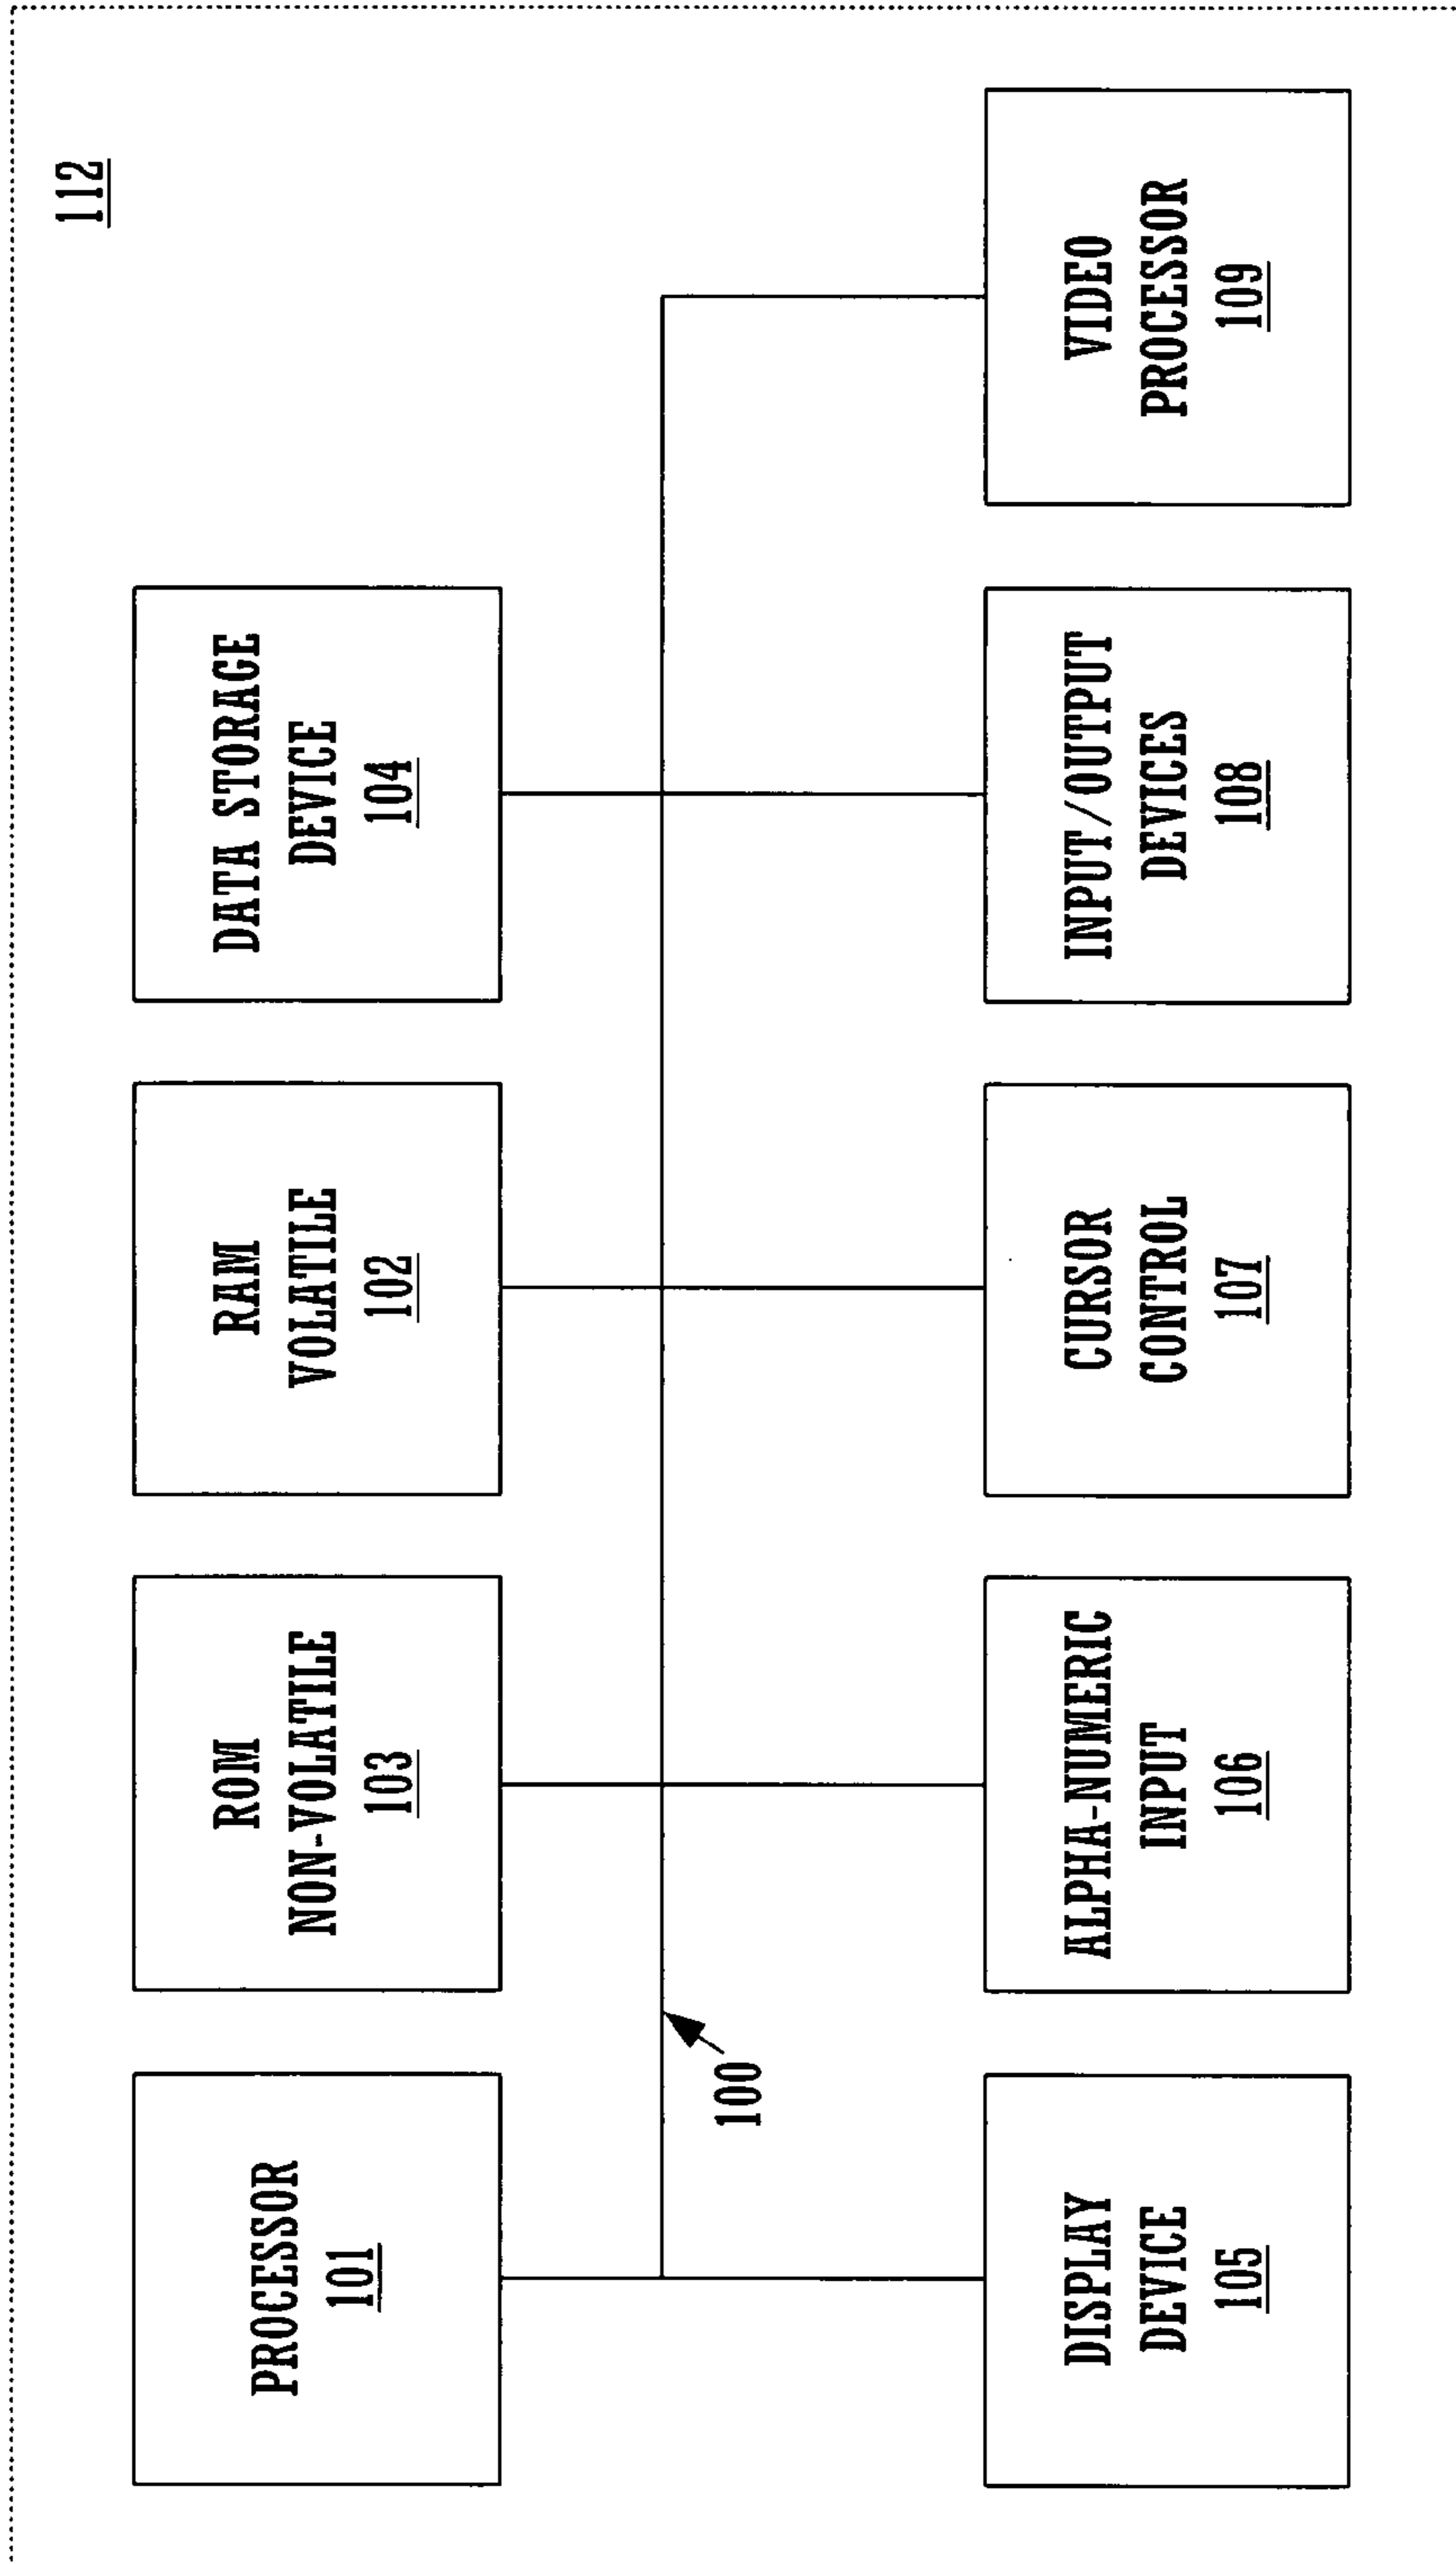 112
PROCESSOR
101
ROM
NON-VOLATILE
103
RAM
VOLATILE
102
DATA STORAGE
DEVICE
104
100
DISPLAY
DEVICE
105
ALPHA-NUMERIC
INPUT
106
CURSOR
CONTROL
107
INPUT/OUTPUT
DEVICES
108
VIDEO
PROCESSOR
109